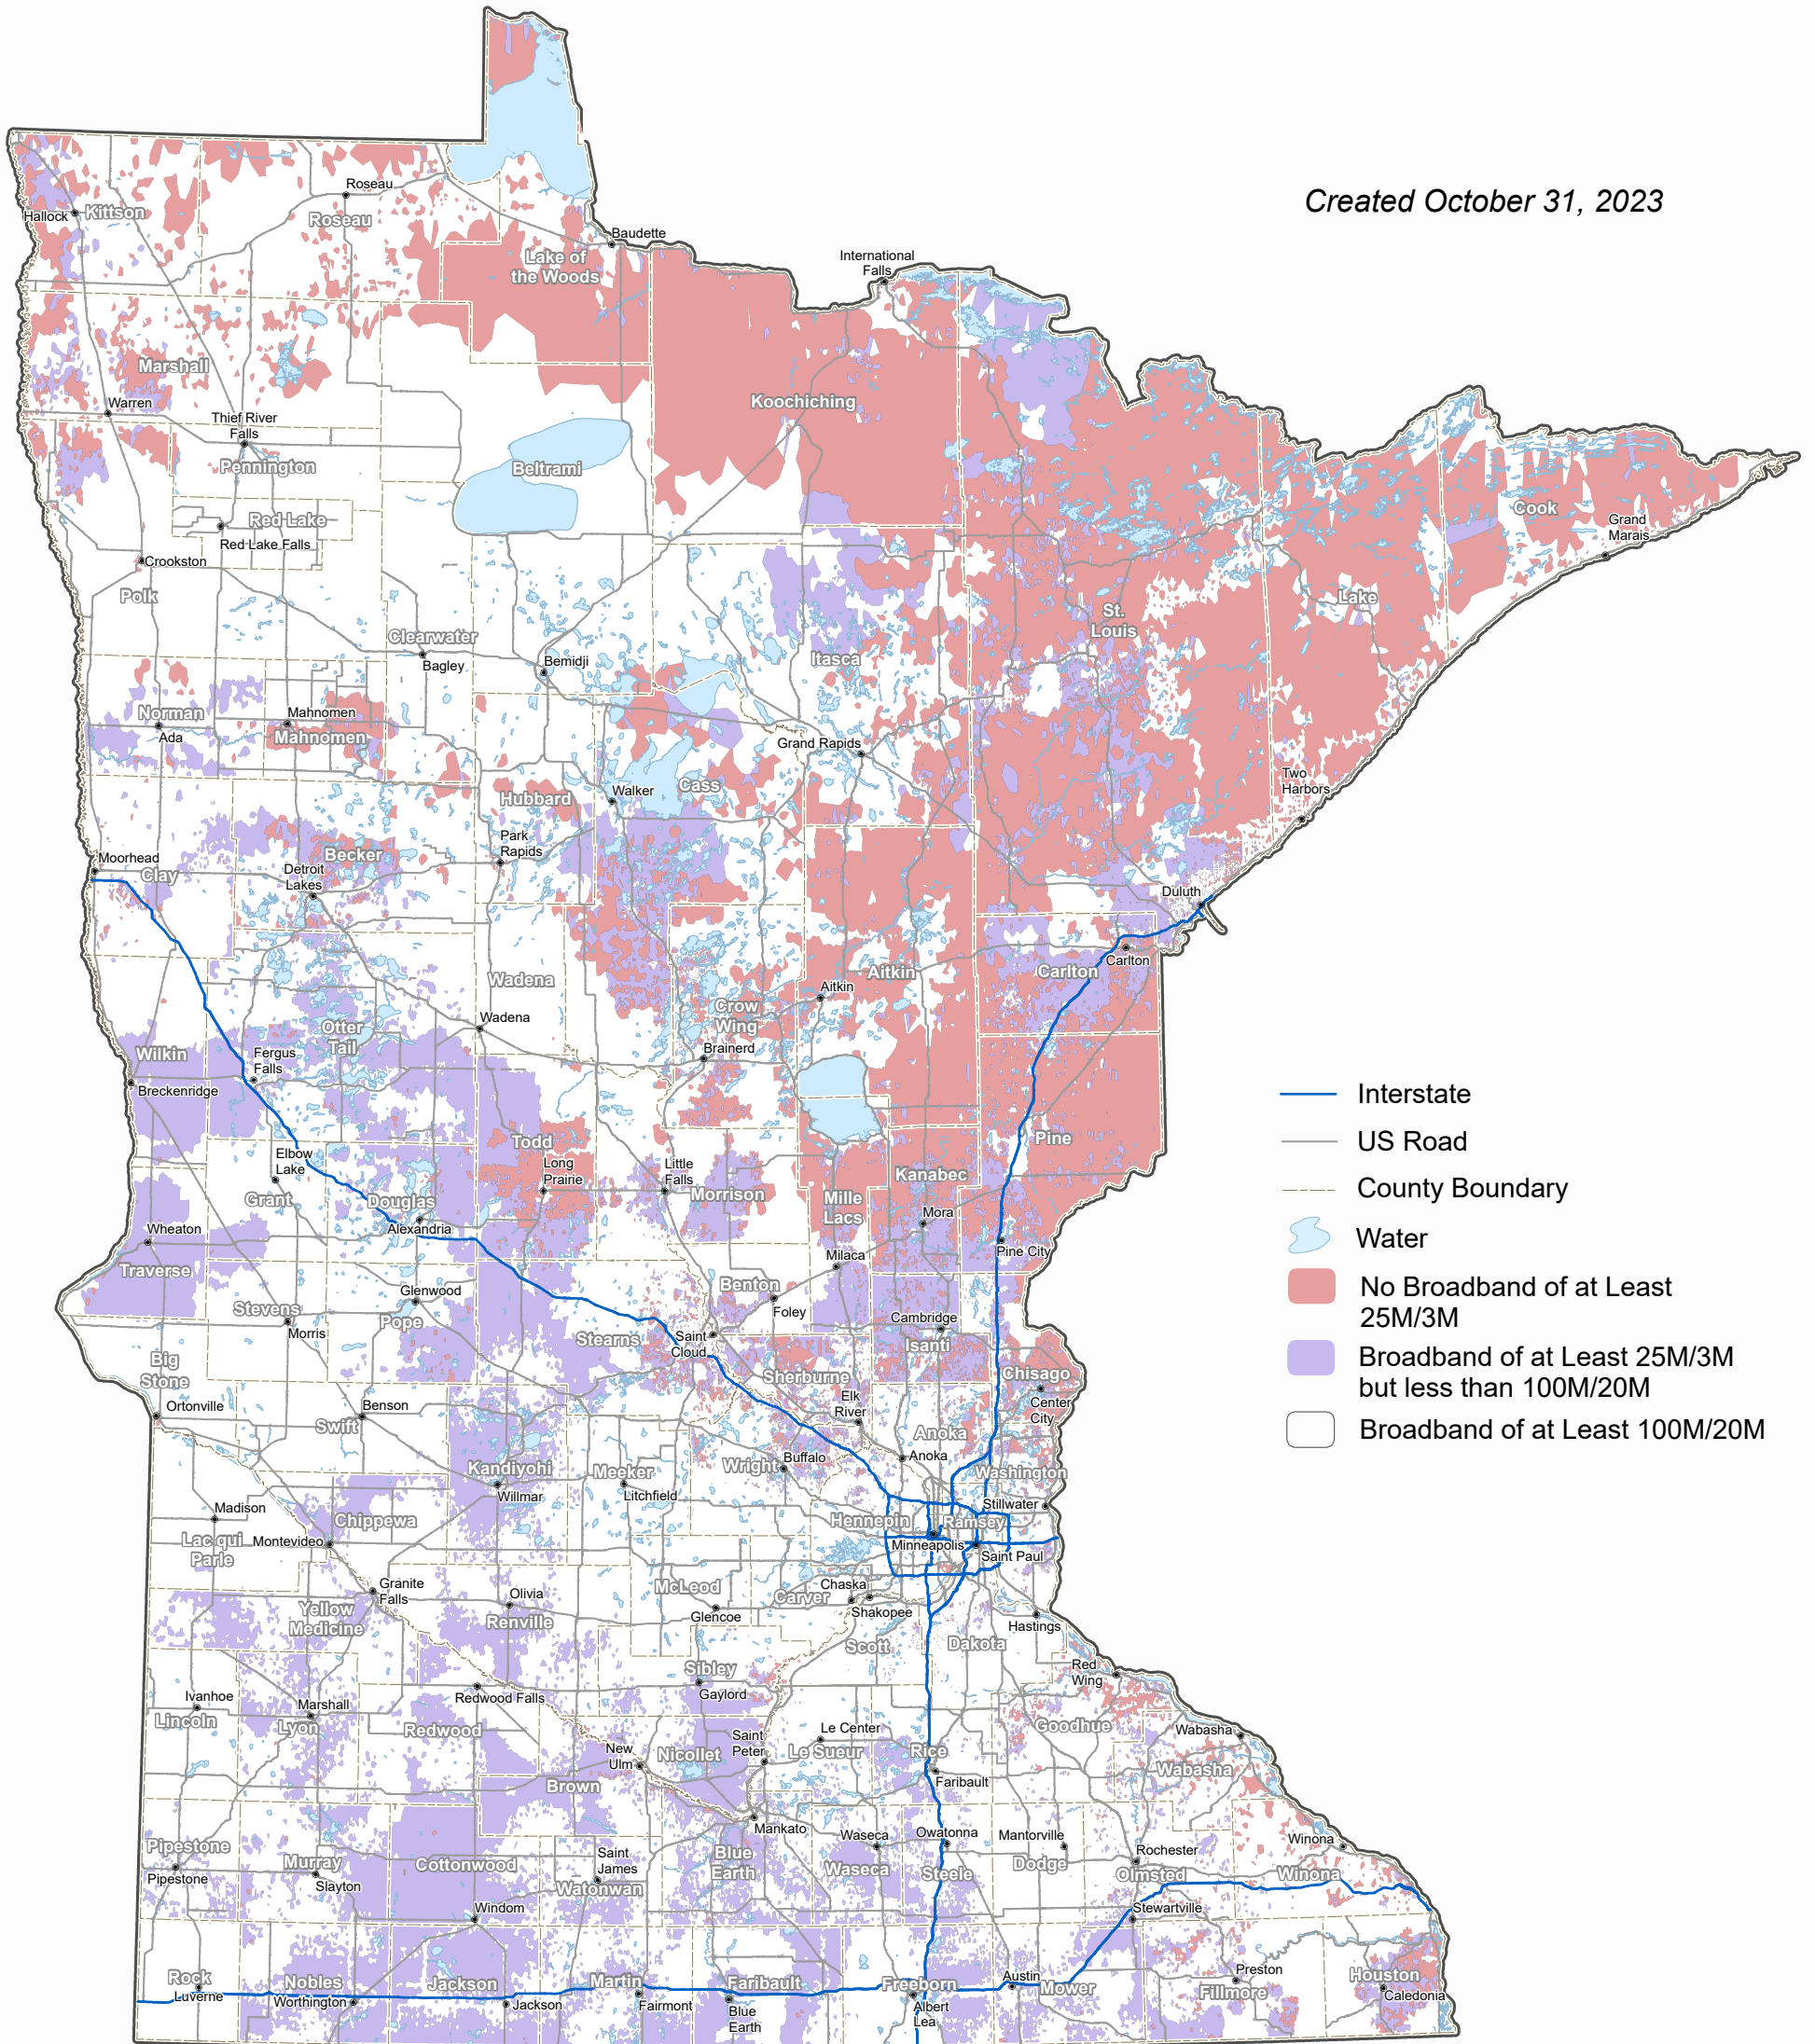 Created October 31, 2023
Roseau
Hallock
Kittson
Roseau
Baudette
Lake of
the Woods
International
Falls
Marshall
Warren
Thief River
Falls
Pennington
Koochiching
Beltrami
Red Lake
Red Lake Falls
Cook
Grand
Marais
Crookston
Polk
Lake
St.
Louis
Clearwater
Bagley
Bemidji
Itasca
Norman
Ada
Mahnomen
Mahnomen
Grand Rapids
Two
Harbors
Hubbard
Walker
Cass
Park
Rapids
Moorhead
Clay
Becker
Detroit
Lakes
Duluth
Wadena
Aitkin
Carlton
Carlton
Aitkin
Crow
Wing
Wadena
Otter
Tail
Brainerd
Wilkin
Fergus
Falls
Breckenridge
Interstate
US Road
County Boundary
Water
No Broadband of at Least
25M/3M
Broadband of at Least 25M/3M
but less than 100M/20M
Broadband of at Least 100M/20M
Todd
Pine
Elbow
Lake
Long
Prairie
Little
Falls
Morrison
Kanabec
Grant
Douglas
Mille
Lacs
Mora
Alexandria
Wheaton
Milaca
Pine City
Traverse
Benton
Glenwood
Foley
Stevens
Morris
Pope
Cambridge
Stearns
Saint
Cloud
Isanti
Big
Stone
Sherburne
Chisago
Elk
River
Center
City
Ortonville
Benson
Swift
Anoka
Anoka
Kandiyohi
Willmar
Meeker
Litchfield
Wright
Buffalo
Washington
Stillwater
Madison
Chippewa
Hennepin
Ramsey
Lac qui
Parle
Montevideo
Minneapolis
Saint Paul
Granite
Falls
Olivia
McLeod
Chaska
Carver
Shakopee
Yellow
Medicine
Renville
Glencoe
Hastings
Scott
Dakota
Sibley
Gaylord
Red
Wing
Ivanhoe
Lincoln
Marshall
Lyon
Redwood Falls
Redwood
Le Center
Le Sueur
Saint
Peter
Goodhue
Wabasha
New
Ulm
Nicollet
Rice
Faribault
Wabasha
Brown
Mankato
Pipestone
Pipestone
Murray
Slayton
Cottonwood
Saint
James
Watonwan
Blue
Earth
Waseca
Waseca
Owatonna
Steele
Mantorville
Dodge
Rochester
Olmsted
Winona
Winona
Windom
Stewartville
Rock
Luverne
Nobles
Worthington
Jackson
Jackson
Martin
Fairmont
Faribault
Blue
Earth
Freeborn
Albert
Lea
Austin
Mower
Preston
Fillmore
Houston
Caledonia